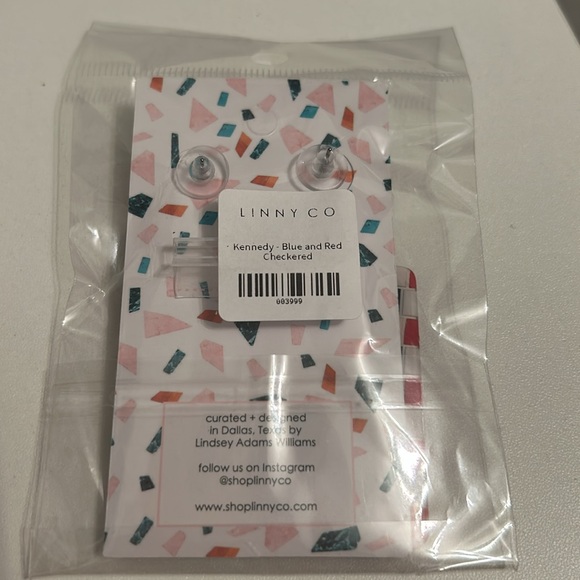 LINNY CO
Kennedy - Blue and Red
Checkered
003999
curated + designed
in Dallas, Texas by
Lindsey Adams Williams
follow us on Instagram
@shoplinnyco
www.shoplinnyco.com